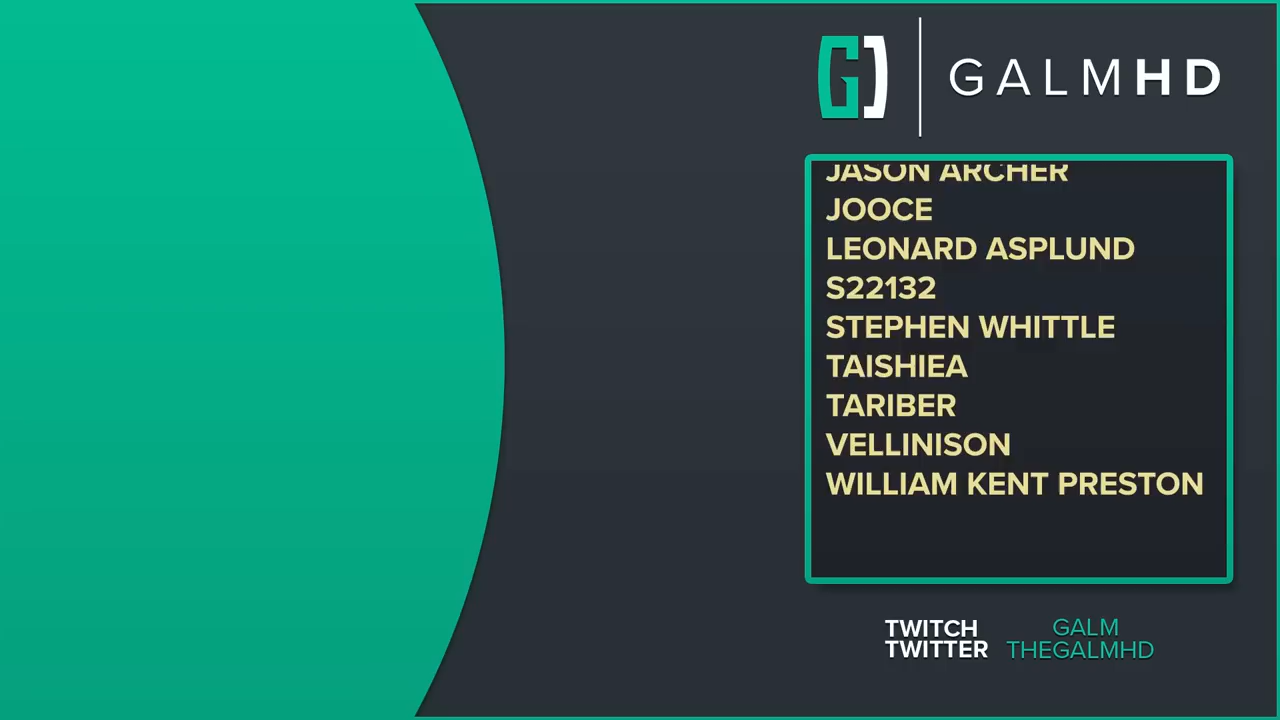 GALMHD
JASON ARCHER
JOOCE
LEONARD ASPLUND
S22132
STEPHEN WHITTLE
TAISHIEA
TARIBER
VELLINISON
WILLIAM KENT PRESTON
TWITCH GALM
TWITTER THEGALMHD